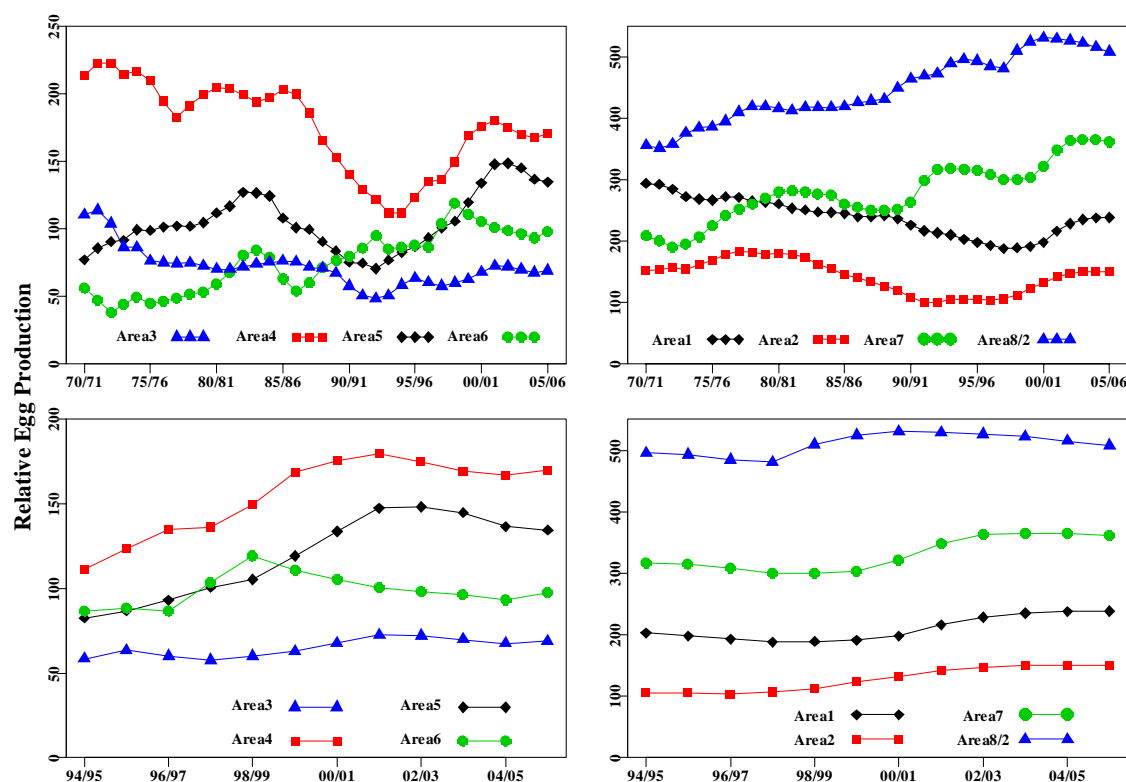 Relative Egg Production
250
200
150
100
50
0
Area3 Area4 Area5 Area6
70/71 75/76 80/81 85/86 90/91 95/96 00/01 05/06
500
400
300
200
100
0
Area1 Area2 Area7 Area8/2
70/71 75/76 80/81 85/86 90/91 95/96 00/01 05/06
200
150
100
50
0
Area3 Area5
Area4 Area6
94/95 96/97 98/99 00/01 02/03 04/05
500
400
300
200
100
0
Area1 Area7
Area2 Area8/2
94/95 96/97 98/99 00/01 02/03 04/05